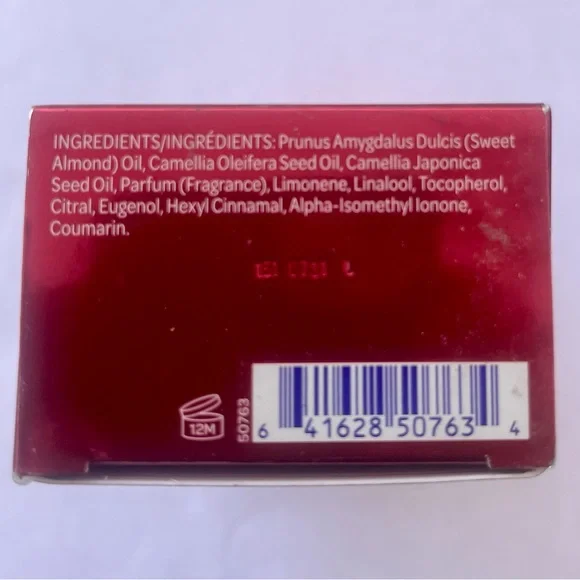 INGREDIENTS/INGRÉDIENTS: Prunus Amygdalus Dulcis (Sweet
Almond) Oil, Camellia Oleifera Seed Oil, Camellia Japonica
Seed Oil, Parfum (Fragrance), Limonene, Linalool, Tocopherol,
Citral, Eugenol, Hexyl Cinnamal, Alpha-Isomethyl Ionone,
Coumarin.
12M
50763
6 41628 50763 4